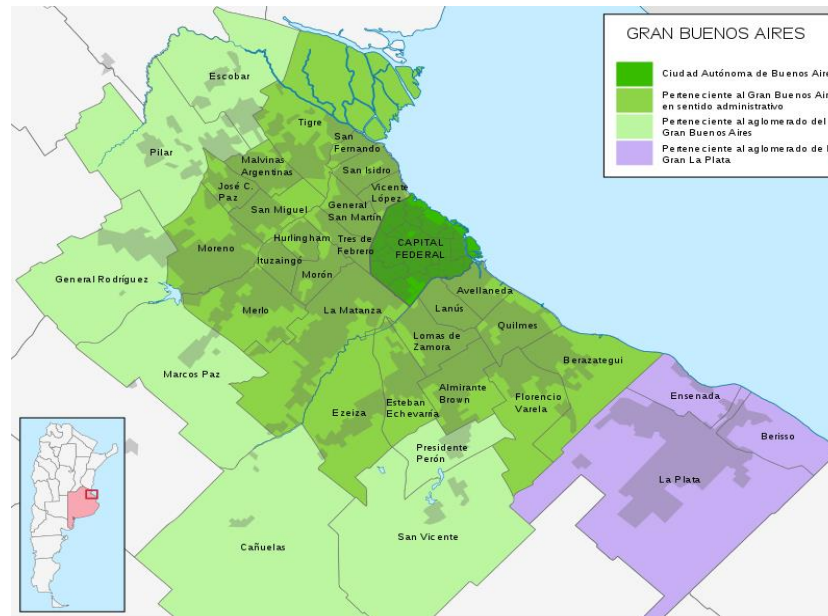 GRAN BUENOS AIRES
Ciudad Autónoma de Buenos Aire
Perteneciente al Gran Buenos Air
en sentido administrativo
Perteneciente al aglomerado del
Gran Buenos Aires
Perteneciente al aglomerado de l
Gran La Plata
Escobar
Tigre
San
Fernando
Pilar
Malvinas
Argentinas
San Isidro
José C.
Paz
Vicente
López
San Miguel
General
San Martín
Hurlingham
Tres de
Febrero
CAPITAL
FEDERAL
Moreno
Ituzaingó
Morón
General Rodríguez
Avellaneda
Merlo
La Matanza
Lanús
Quilmes
Lomas de
Zamora
Berazategui
Marcos Paz
Almirante
Brown
Florencio
Varela
Ensenada
Esteban
Echevarría
Ezeiza
Berisso
Presidente
Perón
La Plata
San Vicente
Cañuelas